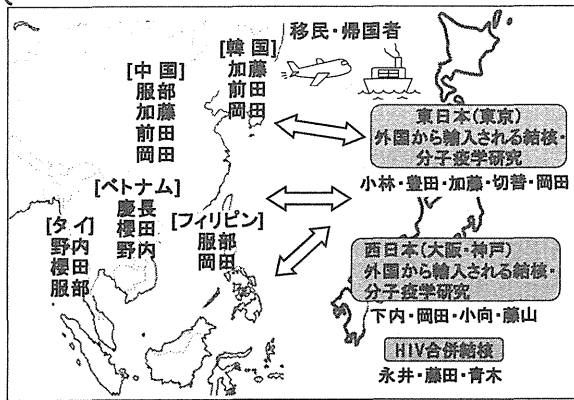 移民・帰国者
[韓国]
加藤
前田
岡田
[中国]
服部
加藤
前田
岡田
東日本(東京)
外国から輸入される結核・
分子疫学研究
小林・豊田・加藤・切替・岡田
[ベトナム]
慶長
櫻田
野内
[タイ]
野内
櫻田
服部
[フィリピン]
服部
岡田
西日本(大阪・神戸)
外国から輸入される結核・
分子疫学研究
下内・岡田・小向・藤山
HIV合併結核
永井・藤田・青木